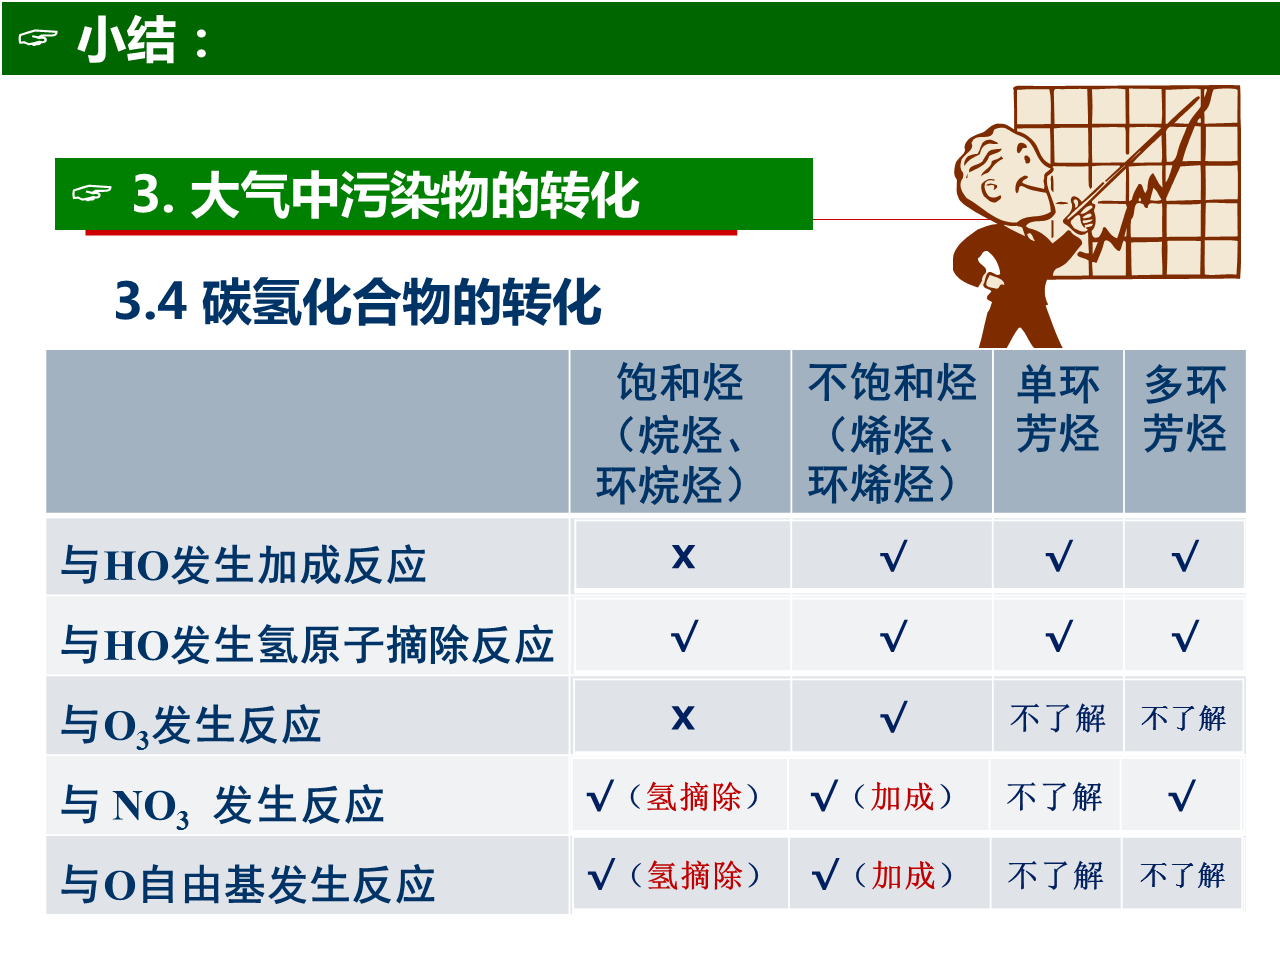 ☞ 小结：
☞ 3. 大气中污染物的转化
3.4 碳氢化合物的转化
饱和烃
（烷烃、
环烷烃）
不饱和烃
（烯烃、
环烯烃）
单环
芳烃
多环
芳烃
与HO发生加成反应 x √ √ √
与HO发生氢原子摘除反应 √ √ √ √
与O₃发生反应 x √ 不了解 不了解
与 NO₃ 发生反应 √（氢摘除） √（加成） 不了解 √
与O自由基发生反应 √（氢摘除） √（加成） 不了解 不了解